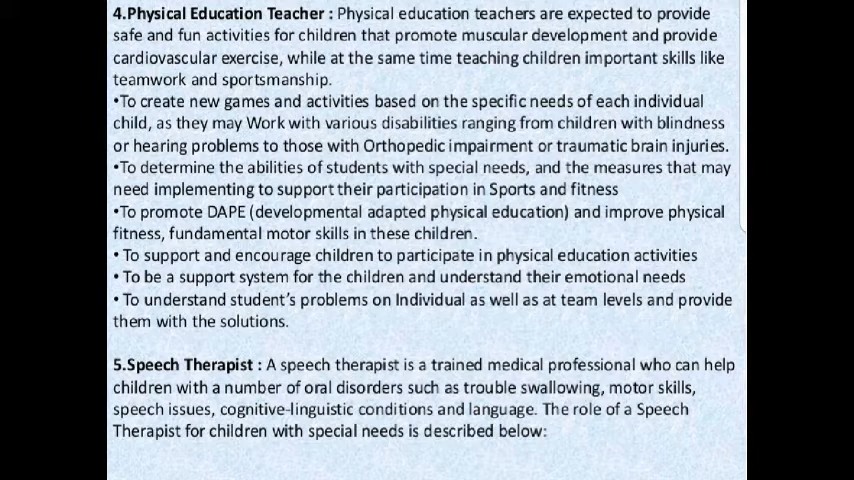 4.Physical Education Teacher : Physical education teachers are expected to provide
safe and fun activities for children that promote muscular development and provide
cardiovascular exercise, while at the same time teaching children important skills like
teamwork and sportsmanship.
•To create new games and activities based on the specific needs of each individual
child, as they may Work with various disabilities ranging from children with blindness
or hearing problems to those with Orthopedic impairment or traumatic brain injuries.
•To determine the abilities of students with special needs, and the measures that may
need implementing to support their participation in Sports and fitness
•To promote DAPE (developmental adapted physical education) and improve physical
fitness, fundamental motor skills in these children.
• To support and encourage children to participate in physical education activities
• To be a support system for the children and understand their emotional needs
• To understand student's problems on Individual as well as at team levels and provide
them with the solutions.
5.Speech Therapist : A speech therapist is a trained medical professional who can help
children with a number of oral disorders such as trouble swallowing, motor skills,
speech issues, cognitive-linguistic conditions and language. The role of a Speech
Therapist for children with special needs is described below: